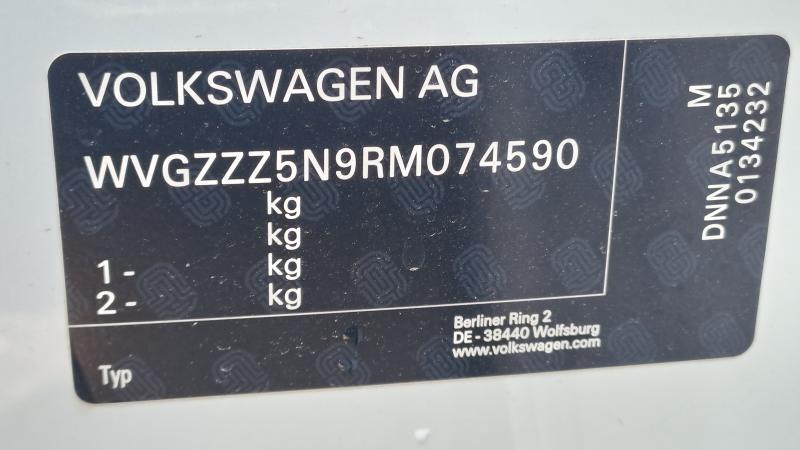 VOLKSWAGEN AG
WVGZZZ5N9RM074590
kg
kg
1 - kg
2 - kg
Typ
Berliner Ring 2
DE - 38440 Wolfsburg
www.volkswagen.com
M
DNNA5135
0134232